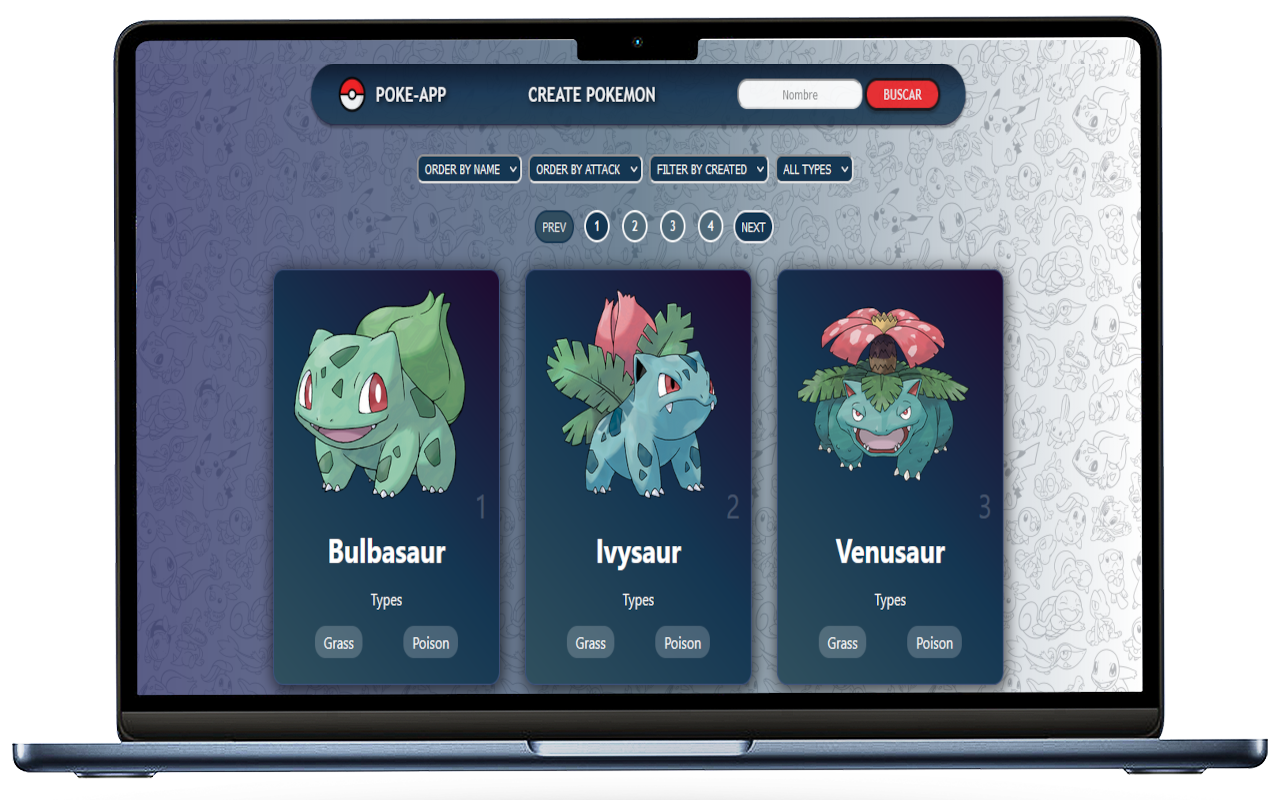 POKE-APP CREATE POKEMON Nombre BUSCAR
ORDER BY NAME ORDER BY ATTACK FILTER BY CREATED ALL TYPES
PREV 1 2 3 4 NEXT
1 2 3
Bulbasaur Ivysaur Venusaur
Types Types Types
Grass Poison Grass Poison Grass Poison